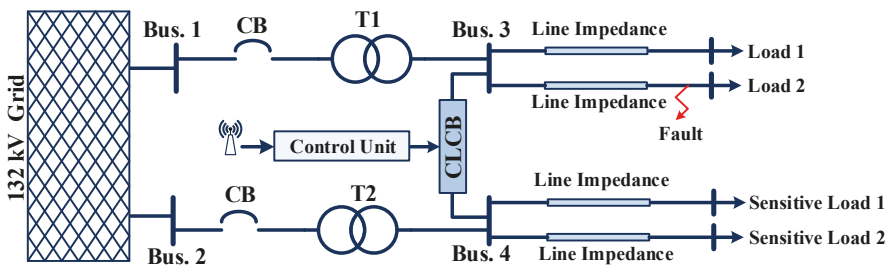 132 kV Grid
Bus. 1
CB
T1
Bus. 3
Line Impedance
Load 1
Line Impedance
Load 2
Fault
Control Unit
CLCB
Bus. 2
CB
T2
Bus. 4
Line Impedance
Sensitive Load 1
Line Impedance
Sensitive Load 2